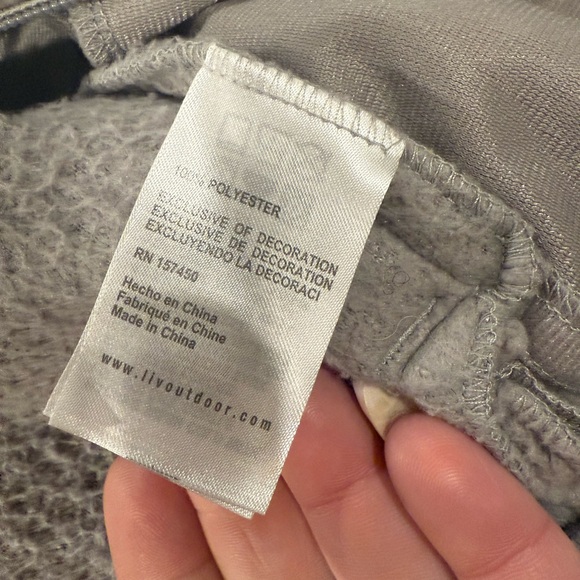 100% POLYESTER
EXCLUSIVE OF DECORATION
EXCLUSIVE DE DECORATION
EXCLUYENDO LA DECORACI
RN 157450
Hecho en China
Fabriqué en Chine
Made in China
www.livoutdoor.com